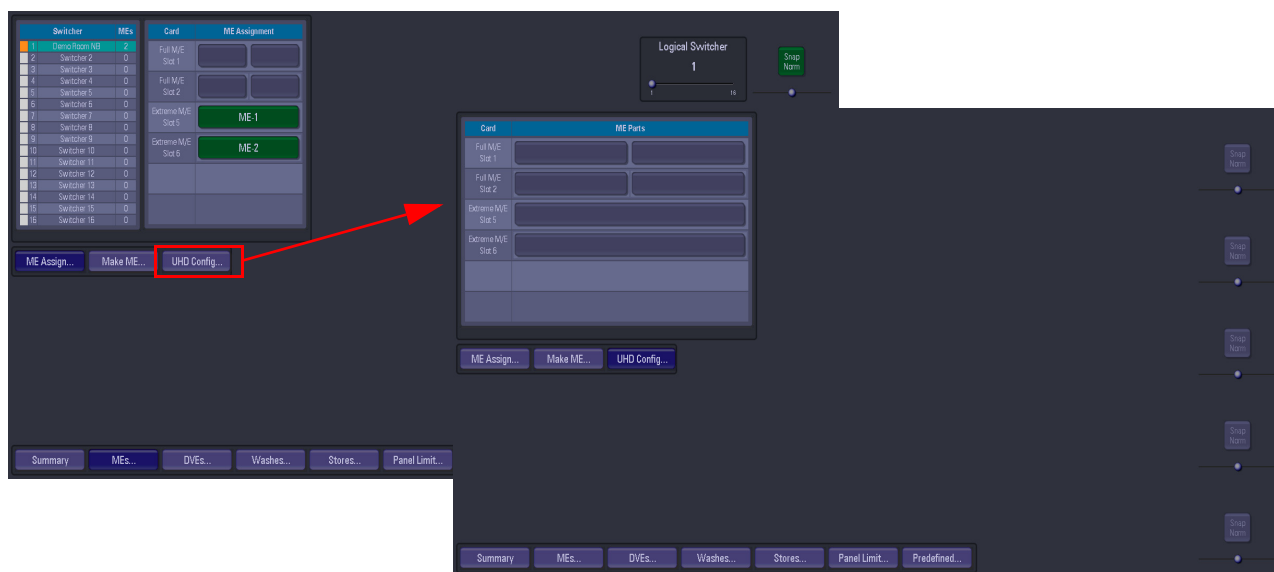 Switcher MEs Card ME Assignment
1 Demo Room NB 2
2 Switcher 2 0
3 Switcher 3 0
4 Switcher 4 0
5 Switcher 5 0
6 Switcher 6 0
7 Switcher 7 0
8 Switcher 8 0
9 Switcher 9 0
10 Switcher 10 0
11 Switcher 11 0
12 Switcher 12 0
13 Switcher 13 0
14 Switcher 14 0
15 Switcher 15 0
16 Switcher 16 0
Full M/E
Slot 1
Full M/E
Slot 2
Extreme M/E
Slot 5
ME-1
Extreme M/E
Slot 6
ME-2
Logical Switcher
1
1 16
Snap
Norm
ME Assign... Make ME... UHD Config...
Summary MEs... DVEs... Washes... Stores... Panel Limit...
Card ME Parts
Full M/E
Slot 1
Full M/E
Slot 2
Extreme M/E
Slot 5
Extreme M/E
Slot 6
ME Assign... Make ME... UHD Config...
Snap
Norm
Snap
Norm
Snap
Norm
Snap
Norm
Snap
Norm
Summary MEs... DVEs... Washes... Stores... Panel Limit... Predefined...